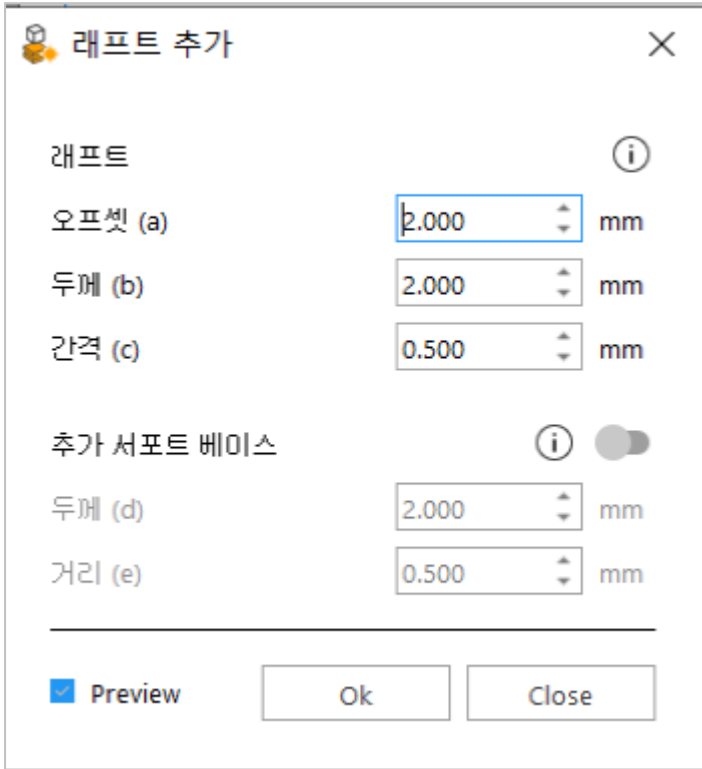 래프트 추가
래프트
오프셋 (a) 2.000 mm
두께 (b) 2.000 mm
간격 (c) 0.500 mm
추가 서포트 베이스
두께 (d) 2.000 mm
거리 (e) 0.500 mm
Preview Ok Close